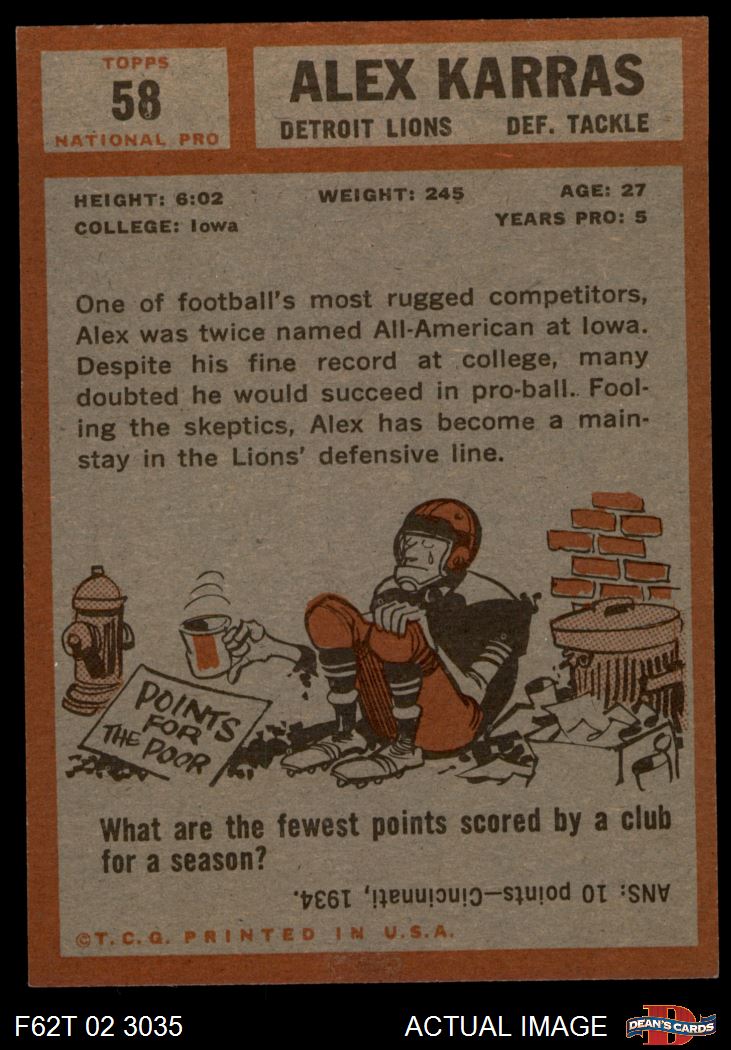 TOPPS
58
NATIONAL PRO
ALEX KARRAS
DETROIT LIONS DEF. TACKLE
HEIGHT: 6:02 WEIGHT: 245 AGE: 27
COLLEGE: Iowa YEARS PRO: 5
One of football's most rugged competitors,
Alex was twice named All-American at Iowa.
Despite his fine record at college, many
doubted he would succeed in pro-ball. Fool-
ing the skeptics, Alex has become a main-
stay in the Lions' defensive line.
POINTS
FOR
THE POOR
What are the fewest points scored by a club
for a season?
ANS: 10 points—Cincinnati, 1934.
©T.C.G. PRINTED IN U.S.A.
F62T 02 3035 ACTUAL IMAGE
DEAN'S CARDS